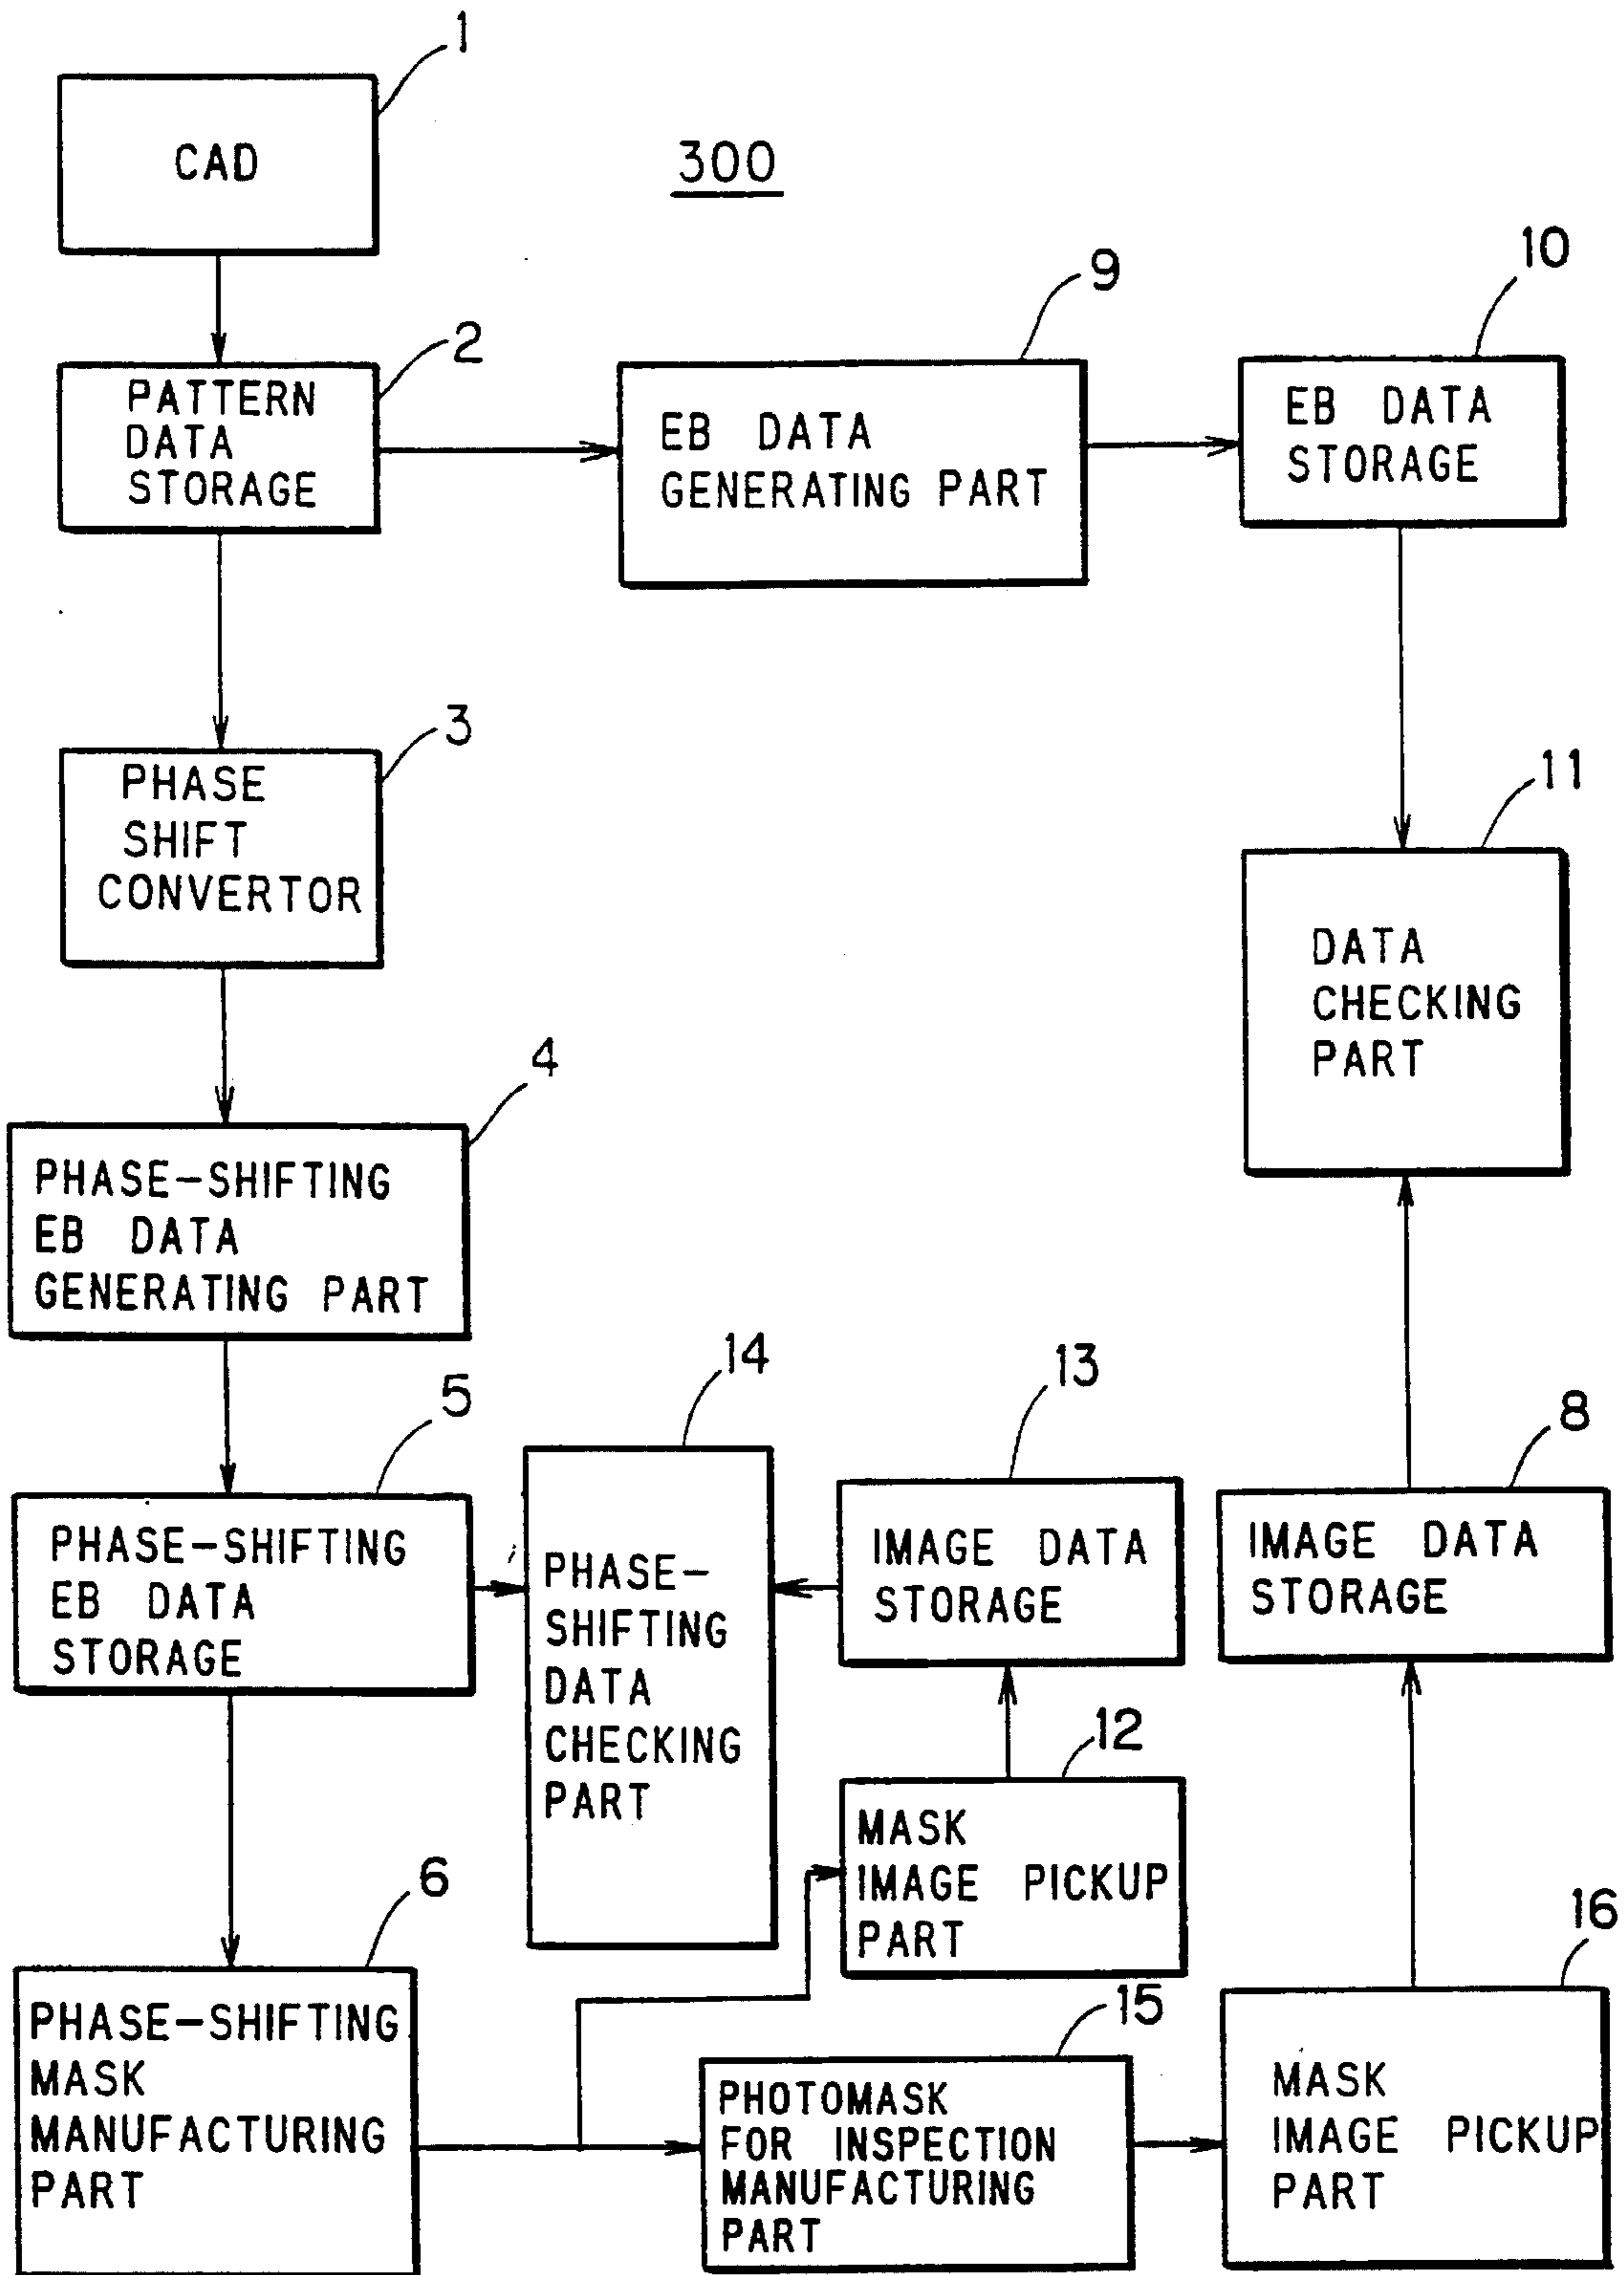 1
CAD
300
2
PATTERN
DATA
STORAGE
9
EB DATA
GENERATING PART
10
EB DATA
STORAGE
3
PHASE
SHIFT
CONVERTOR
11
DATA
CHECKING
PART
4
PHASE-SHIFTING
EB DATA
GENERATING PART
5
PHASE-SHIFTING
EB DATA
STORAGE
14
PHASE-
SHIFTING
DATA
CHECKING
PART
13
IMAGE DATA
STORAGE
8
IMAGE DATA
STORAGE
12
MASK
IMAGE PICKUP
PART
6
PHASE-SHIFTING
MASK
MANUFACTURING
PART
15
PHOTOMASK
FOR INSPECTION
MANUFACTURING
PART
16
MASK
IMAGE PICKUP
PART